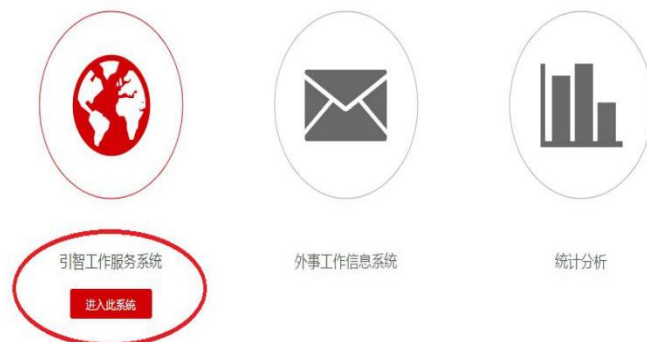 引智工作服务系统
外事工作信息系统
统计分析
进入此系统